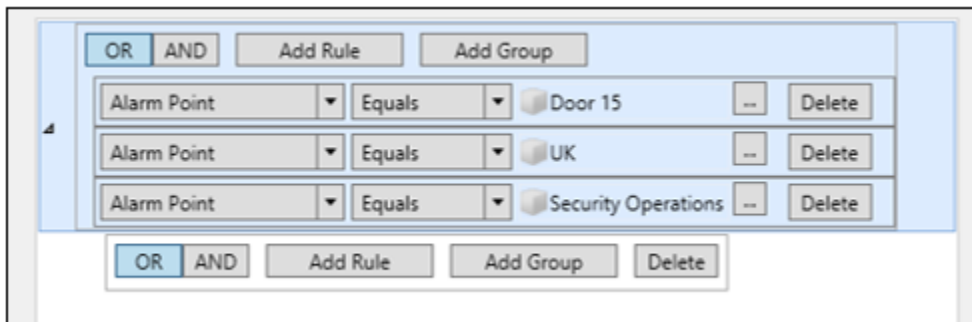 OR AND Add Rule Add Group
Alarm Point Equals Door 15 ... Delete
Alarm Point Equals UK ... Delete
Alarm Point Equals Security Operations ... Delete
OR AND Add Rule Add Group Delete